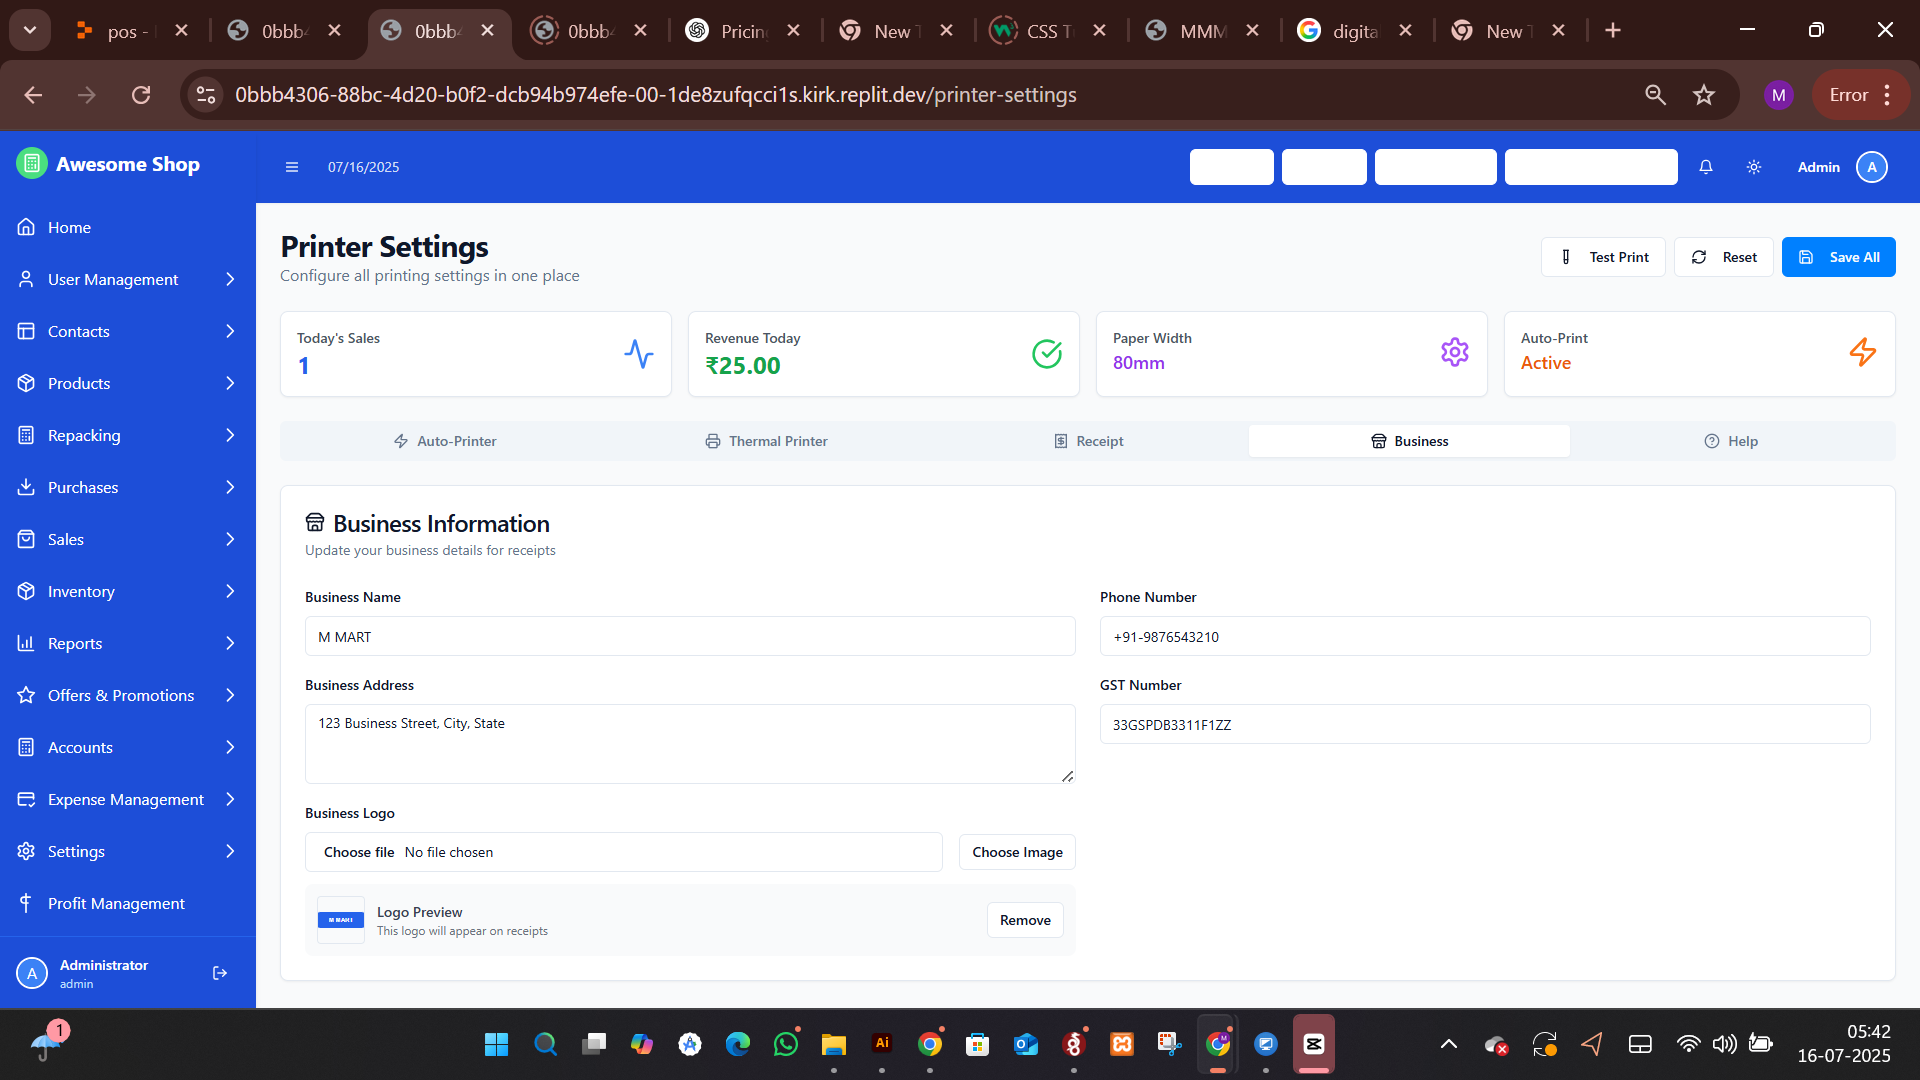 pos -
0bbb4
0bbb4
0bbb4
Pricin
New T
CSS T
MMM
digita
New T
0bbb4306-88bc-4d20-b0f2-dcb94b974efe-00-1de8zufqcci1s.kirk.replit.dev/printer-settings
M
Error
Awesome Shop
07/16/2025
Admin
A
Home
User Management
Contacts
Products
Repacking
Purchases
Sales
Inventory
Reports
Offers & Promotions
Accounts
Expense Management
Settings
Profit Management
A
Administrator
admin
Printer Settings
Configure all printing settings in one place
Test Print
Reset
Save All
Today's Sales
1
Revenue Today
₹25.00
Paper Width
80mm
Auto-Print
Active
Auto-Printer
Thermal Printer
Receipt
Business
Help
Business Information
Update your business details for receipts
Business Name
M MART
Phone Number
+91-9876543210
Business Address
123 Business Street, City, State
GST Number
33GSPDB3311F1ZZ
Business Logo
Choose file No file chosen
Choose Image
M MART
Logo Preview
This logo will appear on receipts
Remove
1
Ai
05:42
16-07-2025